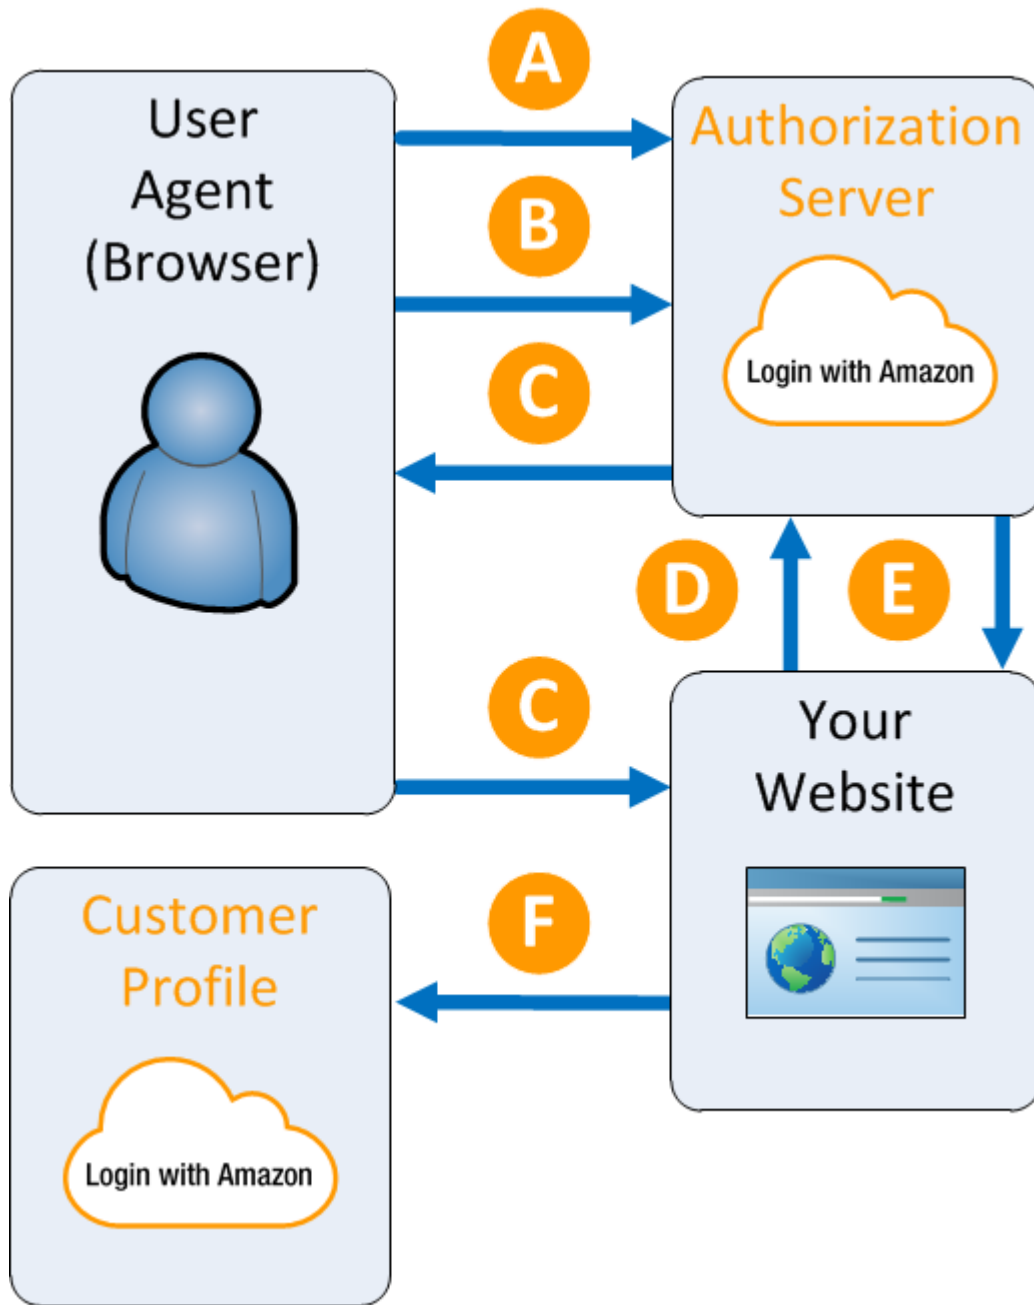 A
User
Agent
(Browser)
Authorization
Server
B
Login with Amazon
C
D
E
C
Your
Website
Customer
Profile
F
Login with Amazon